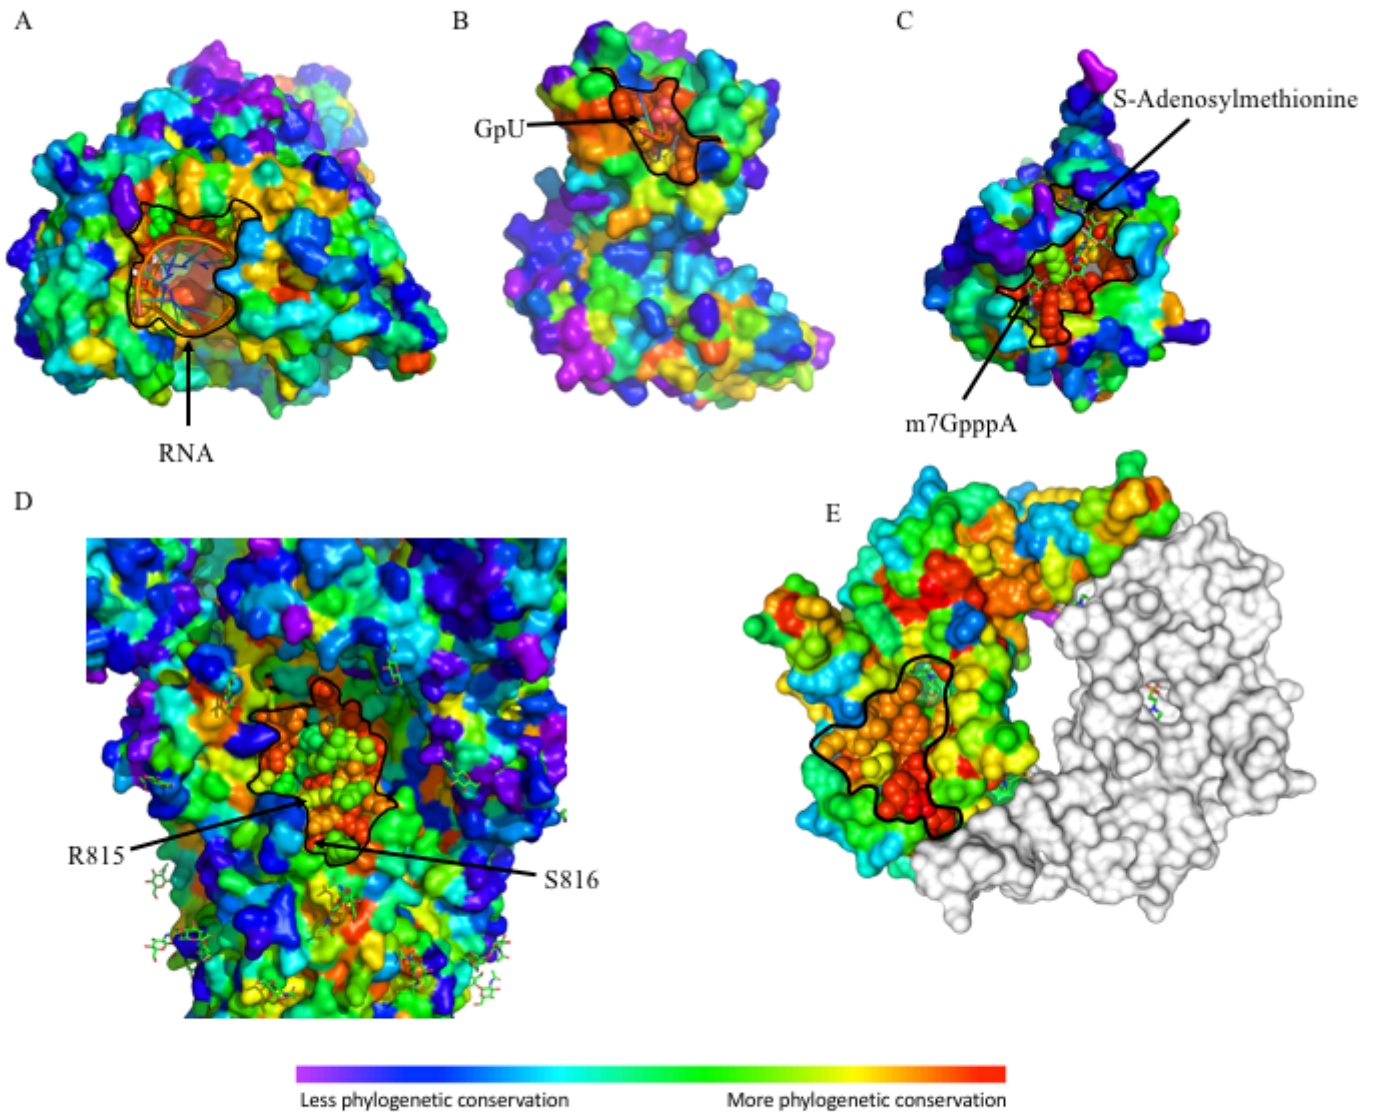 A
B
C
S-Adenosylmethionine
GpU
m7GpppA
RNA
D
E
R815
S816
Less phylogenetic conservation
More phylogenetic conservation